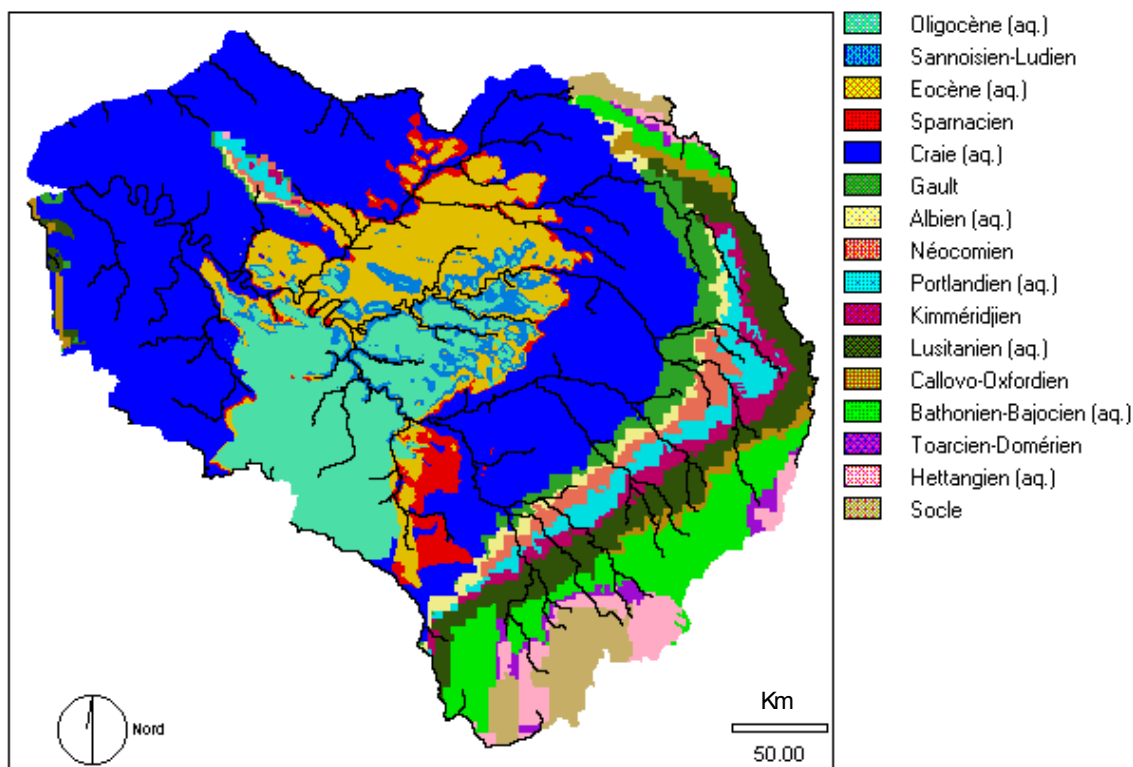 Oligocène (aq.)
Sannoisien-Ludien
Eocène (aq.)
Sparnacien
Craie (aq.)
Gault
Albien (aq.)
Néocomien
Portlandien (aq.)
Kimméridjien
Lusitanien (aq.)
Callovo-Oxfordien
Bathonien-Bajocien (aq.)
Toarcien-Domérien
Hettangien (aq.)
Socle
Nord
Km
50.00